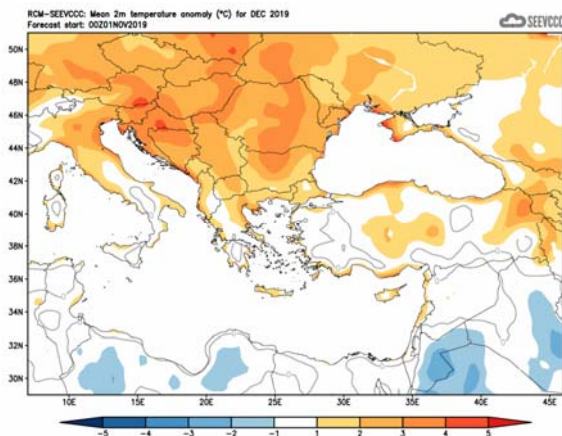 RCM-SEEVCCC: Mean 2m temperature anomaly (°C) for DEC 2019
Forecast start: 00Z01NOV2019
SEEVCCC
50N
48N
46N
44N
42N
40N
38N
36N
34N
32N
30N
10E 15E 20E 25E 30E 35E 40E 45E
-5 -4 -3 -2 -1 1 2 3 4 5